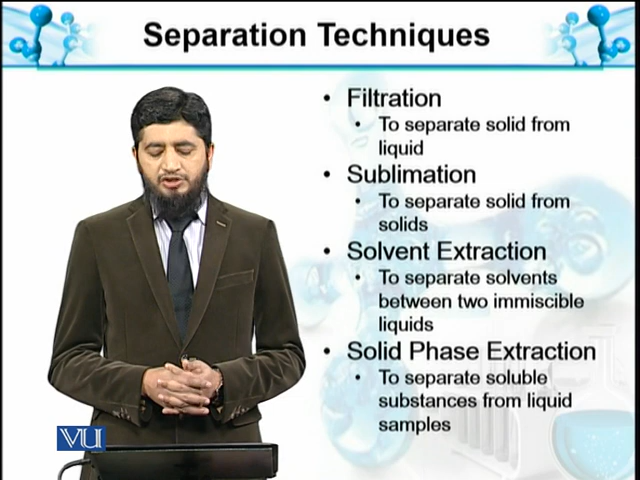 Separation Techniques
• Filtration
• To separate solid from
liquid
• Sublimation
• To separate solid from
solids
• Solvent Extraction
• To separate solvents
between two immiscible
liquids
• Solid Phase Extraction
• To separate soluble
substances from liquid
samples
VU